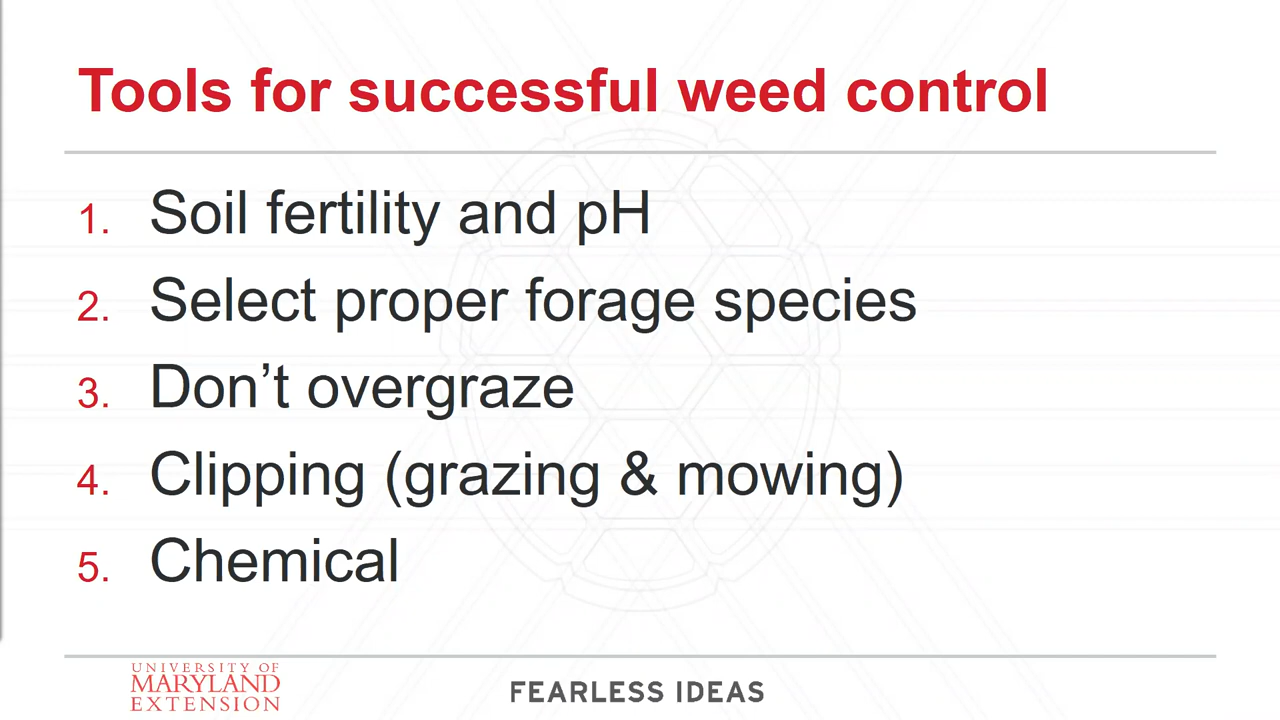 Tools for successful weed control
1. Soil fertility and pH
2. Select proper forage species
3. Don’t overgraze
4. Clipping (grazing & mowing)
5. Chemical
UNIVERSITY OF
MARYLAND
EXTENSION
FEARLESS IDEAS